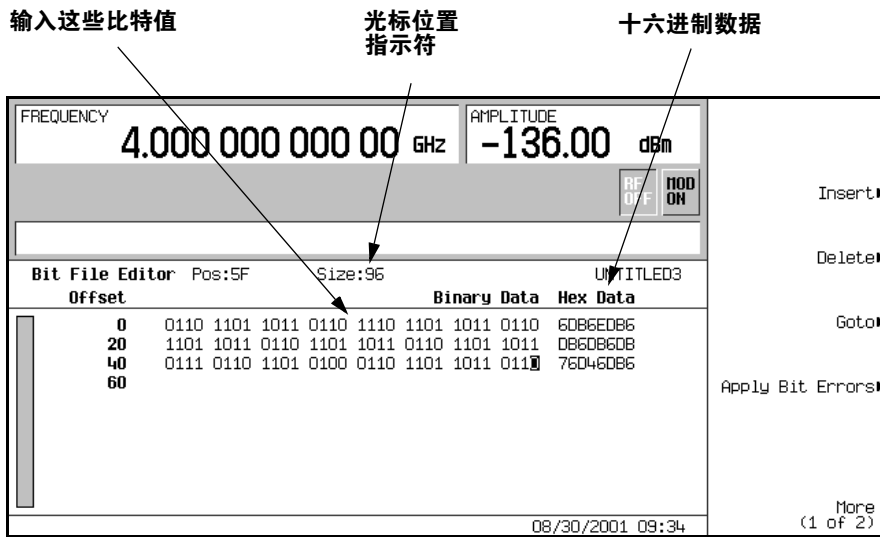 输入这些比特值
光标位置
指示符
十六进制数据
FREQUENCY
4.000 000 000 00 GHz
AMPLITUDE
-136.00 dBm
RF
OFF
MOD
ON
Insert
Delete
Goto
Apply Bit Errors
More
(1 of 2)
Bit File Editor Pos:5F Size:96 UNTITLED3
Offset Binary Data Hex Data
0 0110 1101 1011 0110 1110 1101 1011 0110 6DB6EDB6
20 1101 1011 0110 1101 1011 0110 1101 1011 DB6DB6DB
40 0111 0110 1101 0100 0110 1101 1011 0110 76D46DB6
60
08/30/2001 09:34